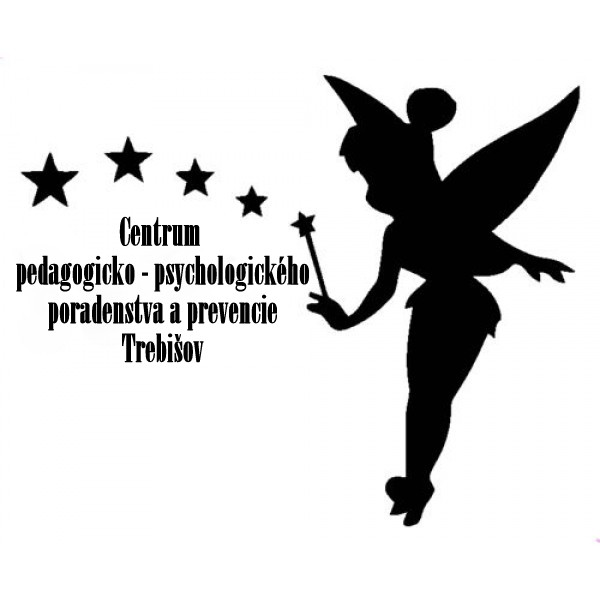 Centrum
pedagogicko - psychologického
poradenstva a prevencie
Trebišov